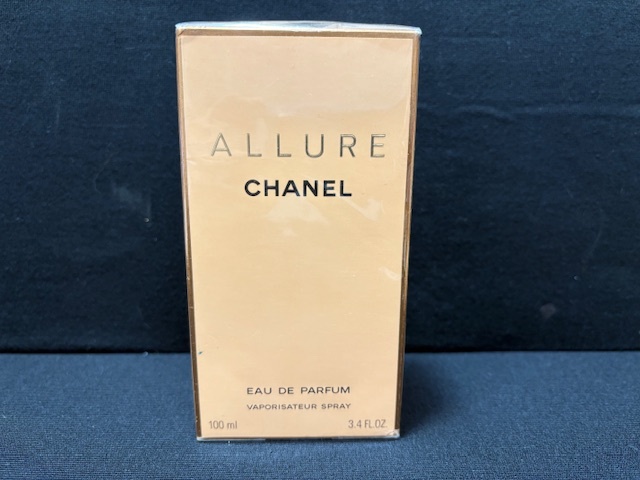 ALLURE
CHANEL
EAU DE PARFUM
VAPORISATEUR SPRAY
100 ml 3.4 FL.OZ.